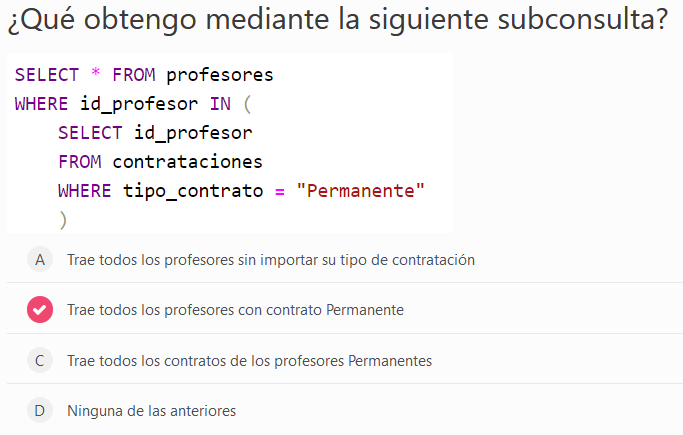 ¿Qué obtengo mediante la siguiente subconsulta?
SELECT * FROM profesores
WHERE id_profesor IN (
    SELECT id_profesor
    FROM contrataciones
    WHERE tipo_contrato = "Permanente"
    )
A Trae todos los profesores sin importar su tipo de contratación
Trae todos los profesores con contrato Permanente
C Trae todos los contratos de los profesores Permanentes
D Ninguna de las anteriores